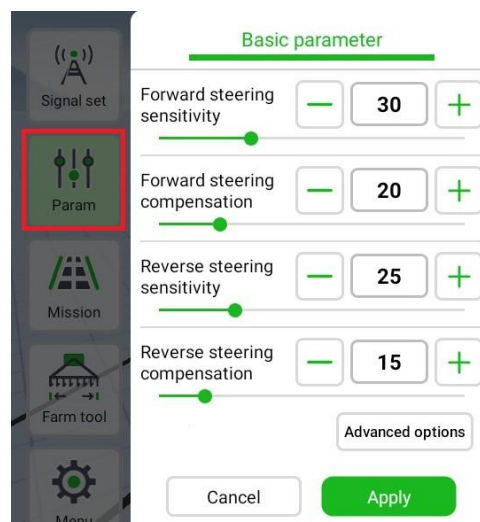 Basic parameter
Signal set
Forward steering
sensitivity
30
Param
Forward steering
compensation
20
Mission
Reverse steering
sensitivity
25
Farm tool
Reverse steering
compensation
15
Advanced options
Menu
Cancel
Apply